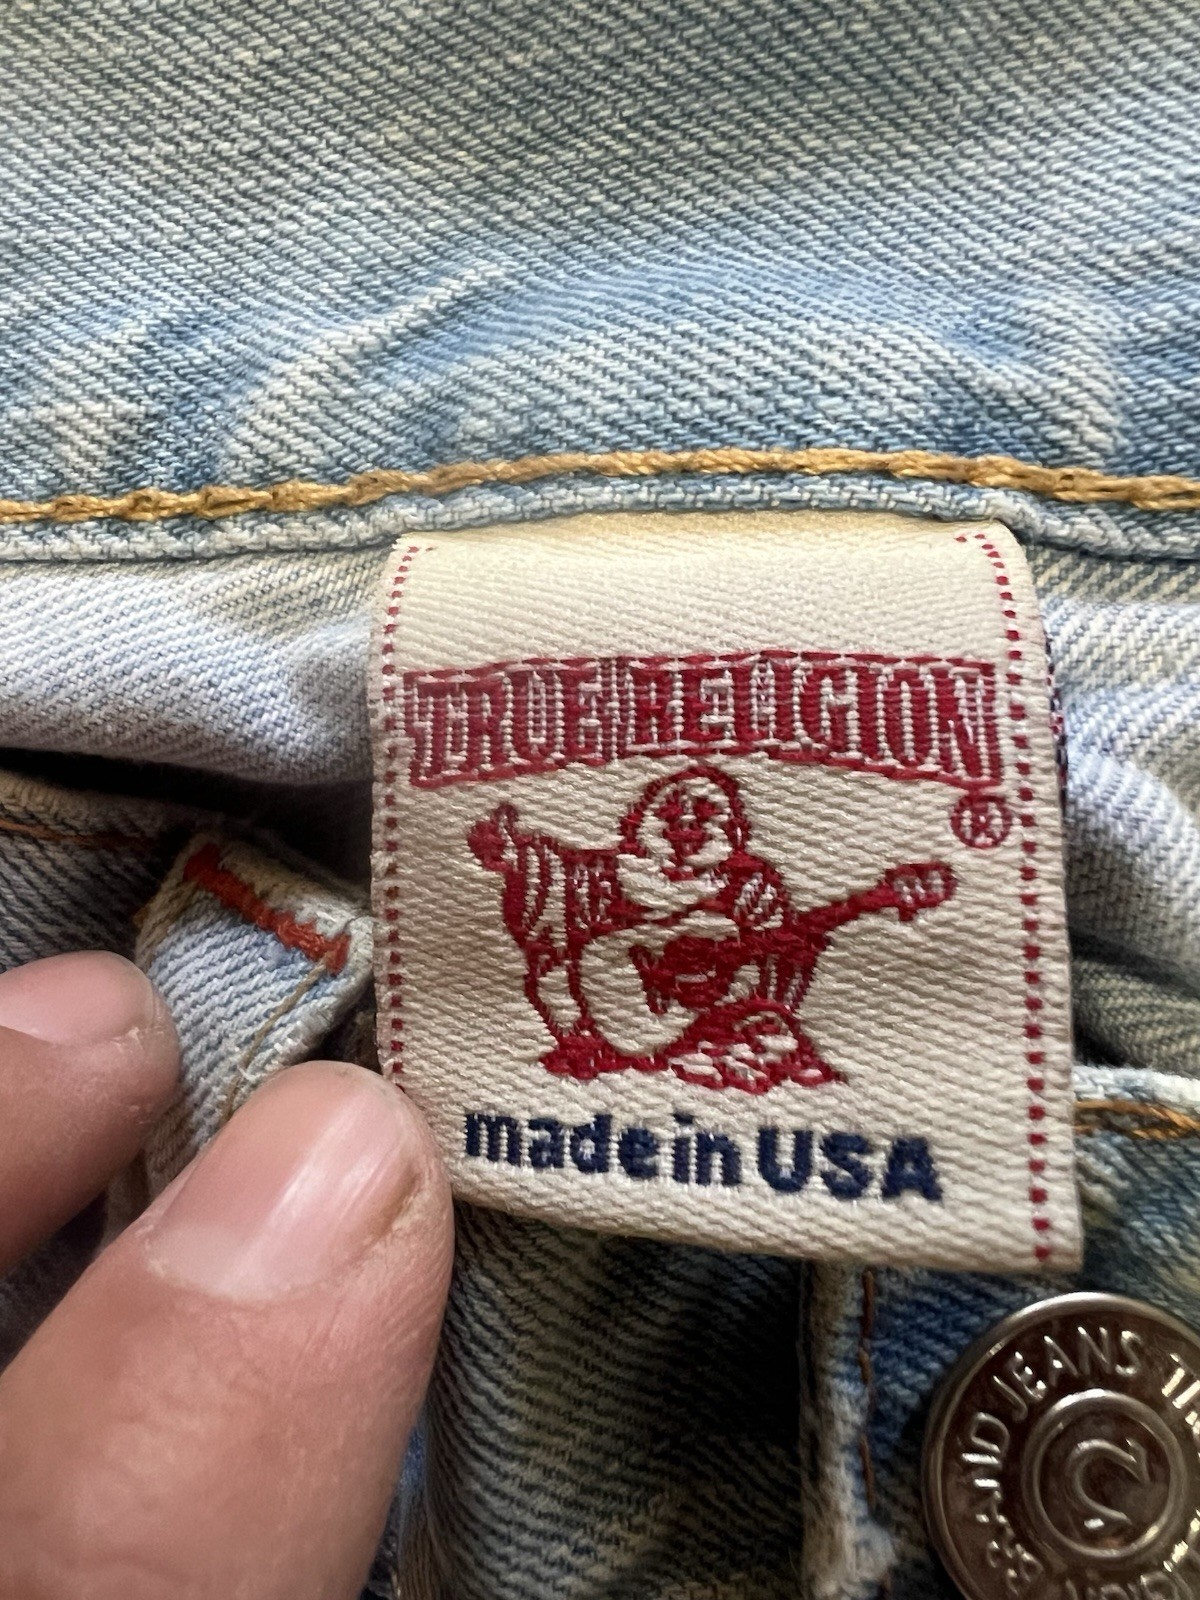 TRUE RELIGION
®
made in USA
BRAND JEANS